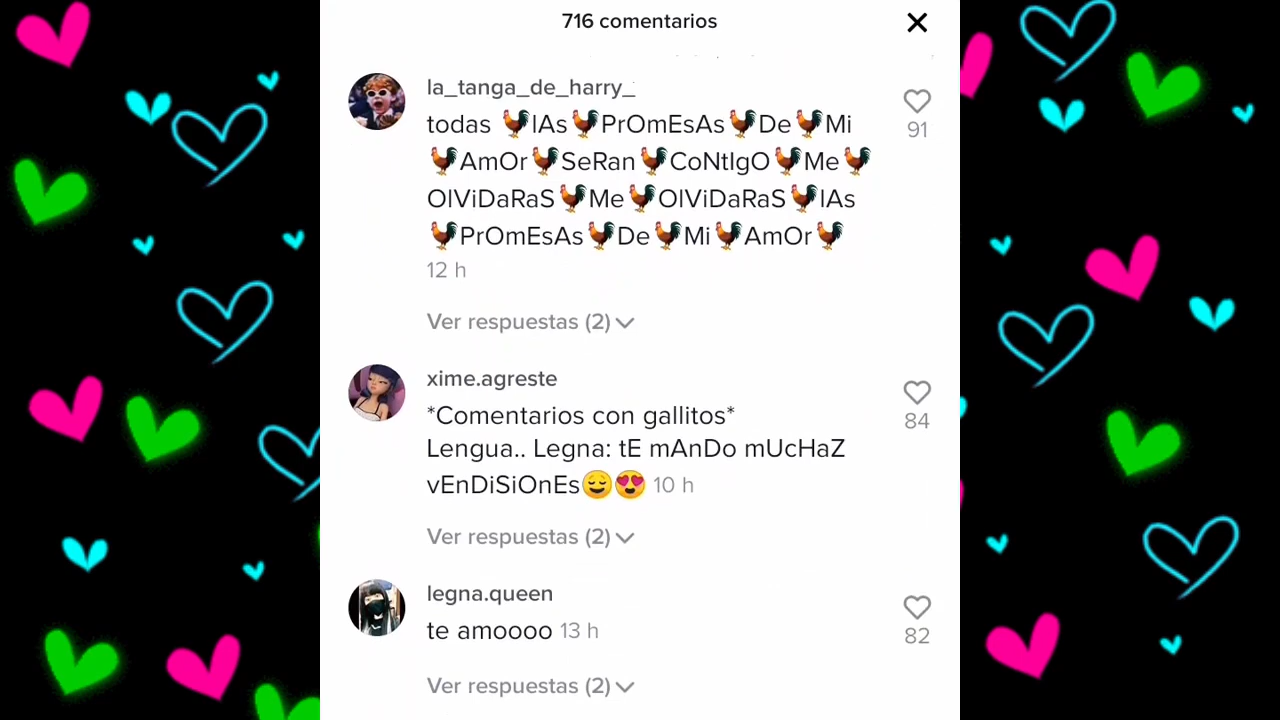 716 comentarios
la_tanga_de_harry_
todas 🐓lAs🐓PrOmEsAs🐓De🐓Mi
🐓AmOr🐓SeRan🐓CoNtIgO🐓Me🐓
OlViDaRaS🐓Me🐓OlViDaRaS🐓lAs
🐓PrOmEsAs🐓De🐓Mi🐓AmOr🐓
91
12 h
Ver respuestas (2)
xime.agreste
*Comentarios con gallitos*
84
Lengua.. Legna: tE mAnDo mUcHaZ
vEnDiSiOnEs😌😍 10 h
Ver respuestas (2)
legna.queen
te amoooo 13 h
82
Ver respuestas (2)